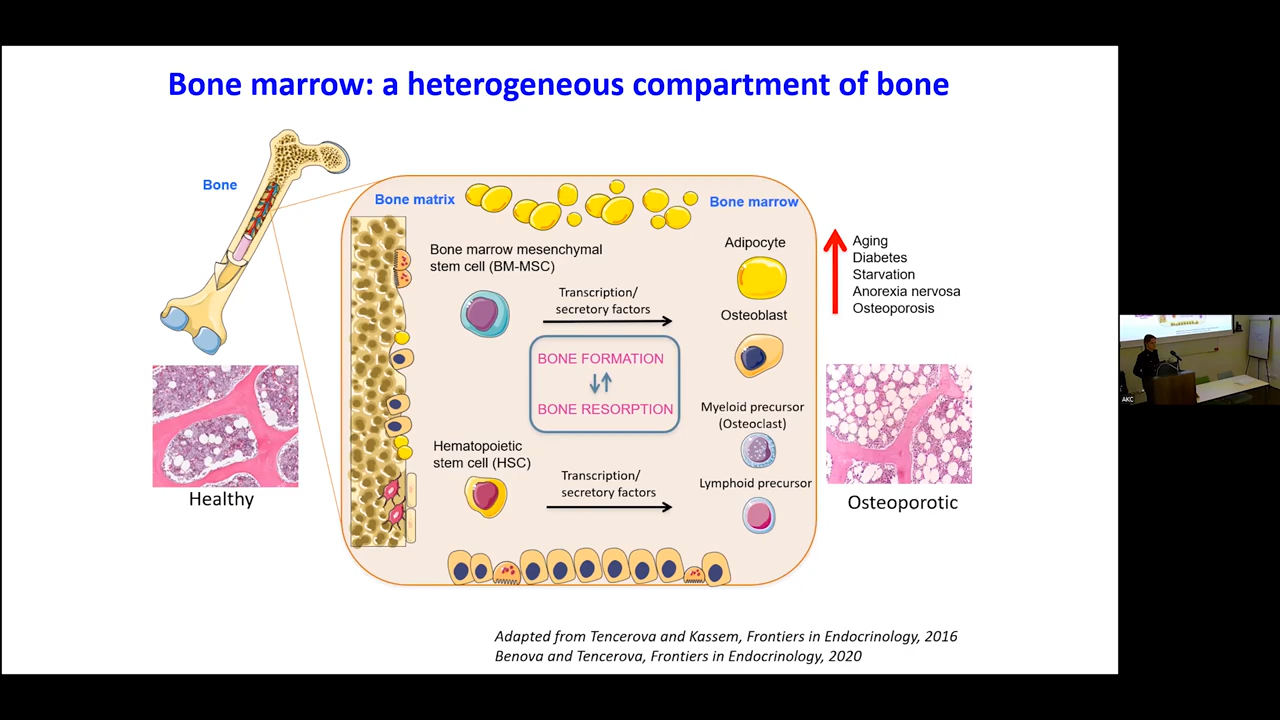 Bone marrow: a heterogeneous compartment of bone
Bone
Bone matrix
Bone marrow
Bone marrow mesenchymal
stem cell (BM-MSC)
Transcription/
secretory factors
Adipocyte
Osteoblast
Aging
Diabetes
Starvation
Anorexia nervosa
Osteoporosis
BONE FORMATION
BONE RESORPTION
Myeloid precursor
(Osteoclast)
Hematopoietic
stem cell (HSC)
Transcription/
secretory factors
Lymphoid precursor
Healthy
Osteoporotic
Adapted from Tencerova and Kassem, Frontiers in Endocrinology, 2016
Benova and Tencerova, Frontiers in Endocrinology, 2020
AKC